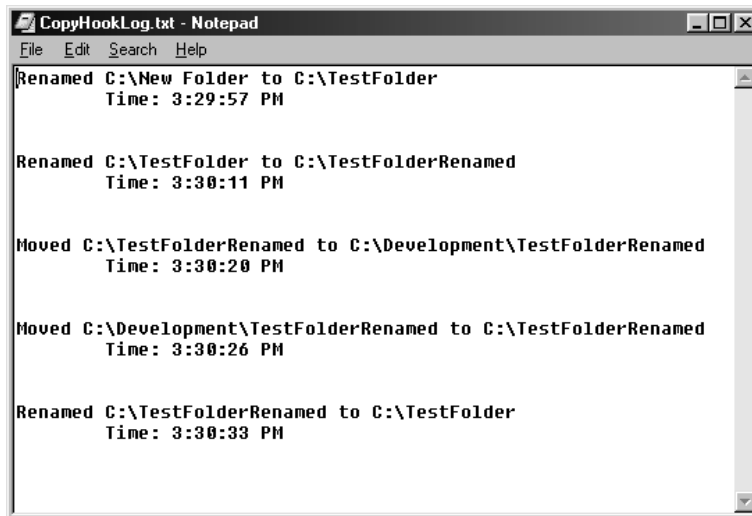 CopyHookLog.txt - Notepad
File Edit Search Help
Renamed C:\New Folder to C:\TestFolder
Time: 3:29:57 PM
Renamed C:\TestFolder to C:\TestFolderRenamed
Time: 3:30:11 PM
Moved C:\TestFolderRenamed to C:\Development\TestFolderRenamed
Time: 3:30:20 PM
Moved C:\Development\TestFolderRenamed to C:\TestFolderRenamed
Time: 3:30:26 PM
Renamed C:\TestFolderRenamed to C:\TestFolder
Time: 3:30:33 PM